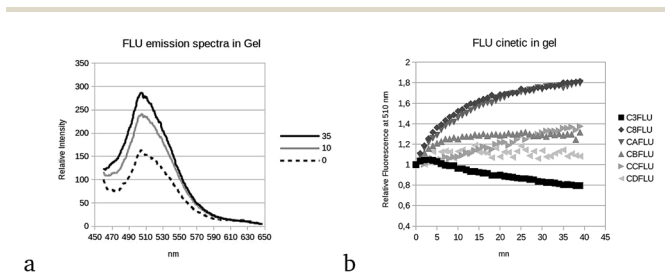 FLU emission spectra in Gel
350
300
250
200
150
100
50
0
Relative Intensity
450 470 490 510 530 550 570 590 610 630 650
nm
35
10
0
a
FLU cinetic in gel
2
1,8
1,6
1,4
1,2
1
0,8
0,6
0,4
Relative Fluorescence at 510 nm
0 5 10 15 20 25 30 35 40 45
mn
C3FLU
C8FLU
CAFLU
CBFLU
CCFLU
CDFLU
b